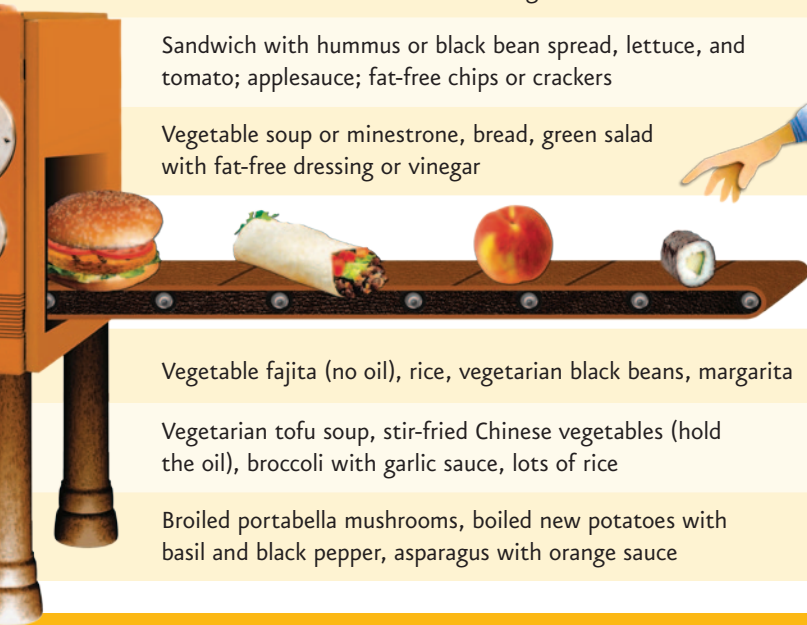 Sandwich with hummus or black bean spread, lettuce, and
tomato; applesauce; fat-free chips or crackers
Vegetable soup or minestrone, bread, green salad
with fat-free dressing or vinegar
Vegetable fajita (no oil), rice, vegetarian black beans, margarita
Vegetarian tofu soup, stir-fried Chinese vegetables (hold
the oil), broccoli with garlic sauce, lots of rice
Broiled portabella mushrooms, boiled new potatoes with
basil and black pepper, asparagus with orange sauce